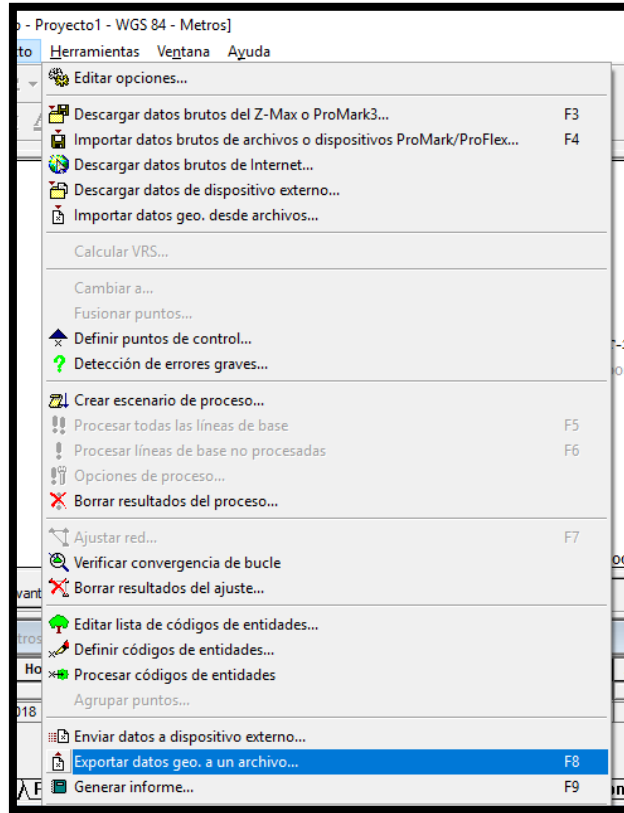 o - Proyecto1 - WGS 84 - Metros]
cto Herramientas Ventana Ayuda
Editar opciones...
Descargar datos brutos del Z-Max o ProMark3... F3
Importar datos brutos de archivos o dispositivos ProMark/ProFlex... F4
Descargar datos brutos de Internet...
Descargar datos de dispositivo externo...
Importar datos geo. desde archivos...
Calcular VRS...
Cambiar a...
Fusionar puntos...
Definir puntos de control...
Detección de errores graves...
Crear escenario de proceso...
Procesar todas las líneas de base F5
Procesar líneas de base no procesadas F6
Opciones de proceso...
Borrar resultados del proceso...
Ajustar red... F7
Verificar convergencia de bucle
vant
Borrar resultados del ajuste...
tros
Editar lista de códigos de entidades...
Definir códigos de entidades...
Ho
Procesar códigos de entidades
Agrupar puntos...
018
Enviar datos a dispositivo externo...
Exportar datos geo. a un archivo... F8
Generar informe... F9